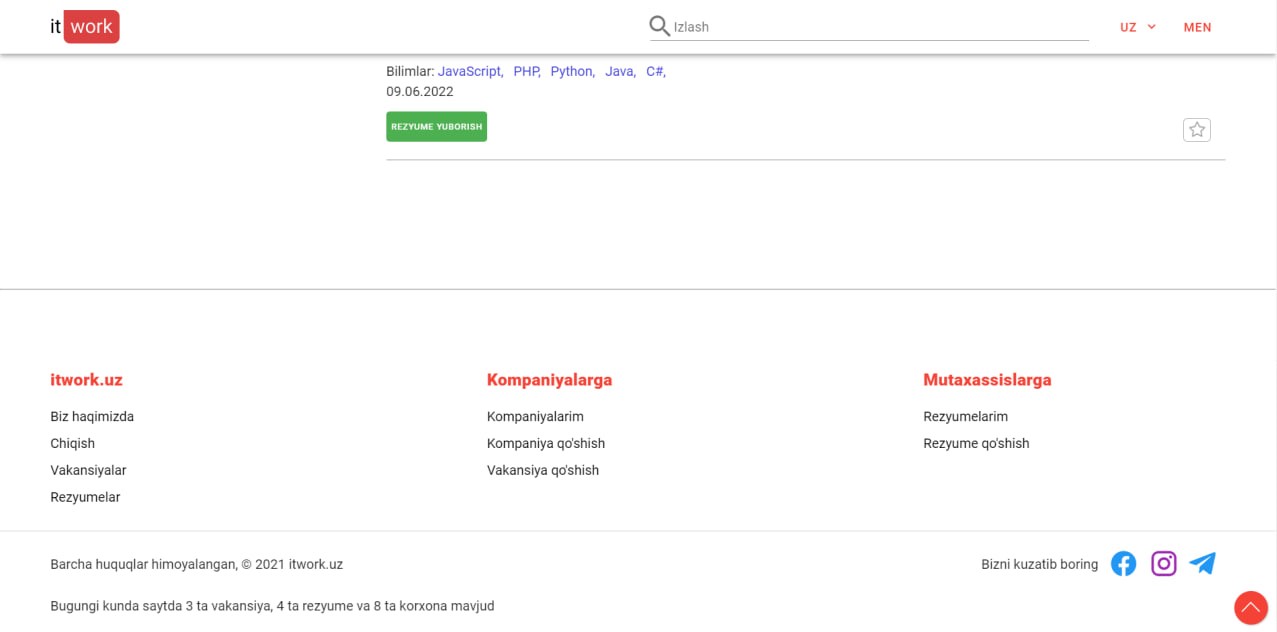 it work
Izlash
UZ
MEN
Bilimlar: JavaScript, PHP, Python, Java, C#,
09.06.2022
REZYUME YUBORISH
itwork.uz
Biz haqimizda
Chiqish
Vakansiyalar
Rezyumelar
Kompaniyalarga
Kompaniyalarim
Kompaniya qo'shish
Vakansiya qo'shish
Mutaxassislarga
Rezyumelarim
Rezyume qo'shish
Barcha huquqlar himoyalangan, © 2021 itwork.uz
Bizni kuzatib boring
Bugungi kunda saytda 3 ta vakansiya, 4 ta rezyume va 8 ta korxona mavjud